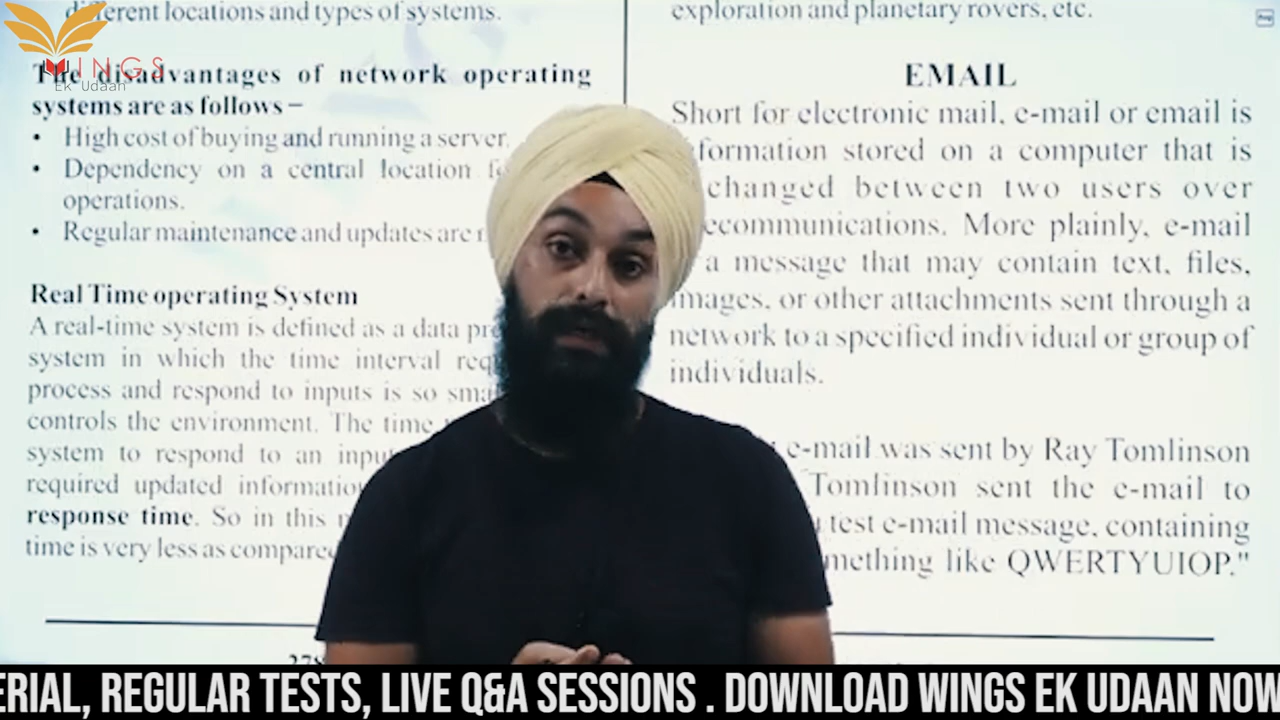 different locations and types of systems.
WINGS
Ek Udaan
The disadvantages of network operating
systems are as follows –
• High cost of buying and running a server.
• Dependency on a central location
operations.
• Regular maintenance and updates are
Real Time operating System
A real-time system is defined as a data
system in which the time interval
process and respond to inputs is so
controls the environment. The time
system to respond to an
required updated
response time. So in this
time is very less as compared
exploration and planetary rovers, etc.
EMAIL
Short for electronic mail, e-mail or email is
formation stored on a computer that is
changed between two users over
ecommunications. More plainly, e-mail
a message that may contain text, files,
images, or other attachments sent through a
network to a specified individual or group of
individuals.
e-mail was sent by Ray Tomlinson
Tomlinson sent the e-mail to
test e-mail message, containing
mething like QWERTYUIOP."
ERIAL, REGULAR TESTS, LIVE Q&A SESSIONS . DOWNLOAD WINGS EK UDAAN NOW